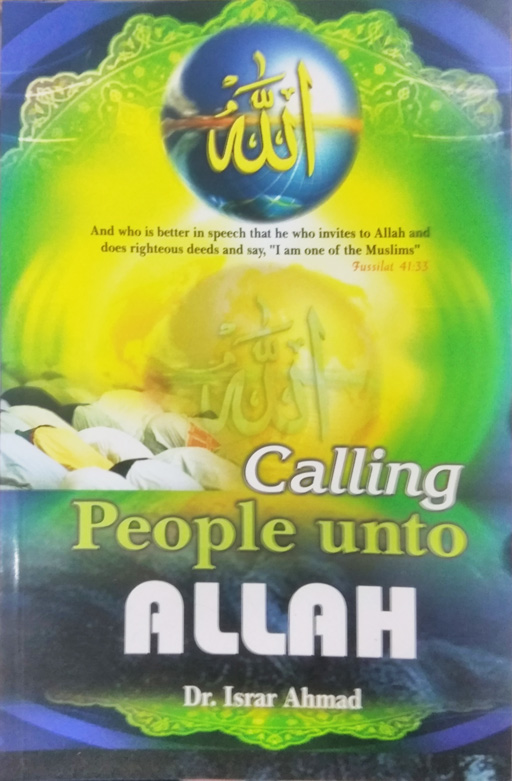 الله
And who is better in speech that he who invites to Allah and
does righteous deeds and say, "I am one of the Muslims"
Fussilat 41:33
الله
Calling
People unto
ALLAH
Dr. Israr Ahmad